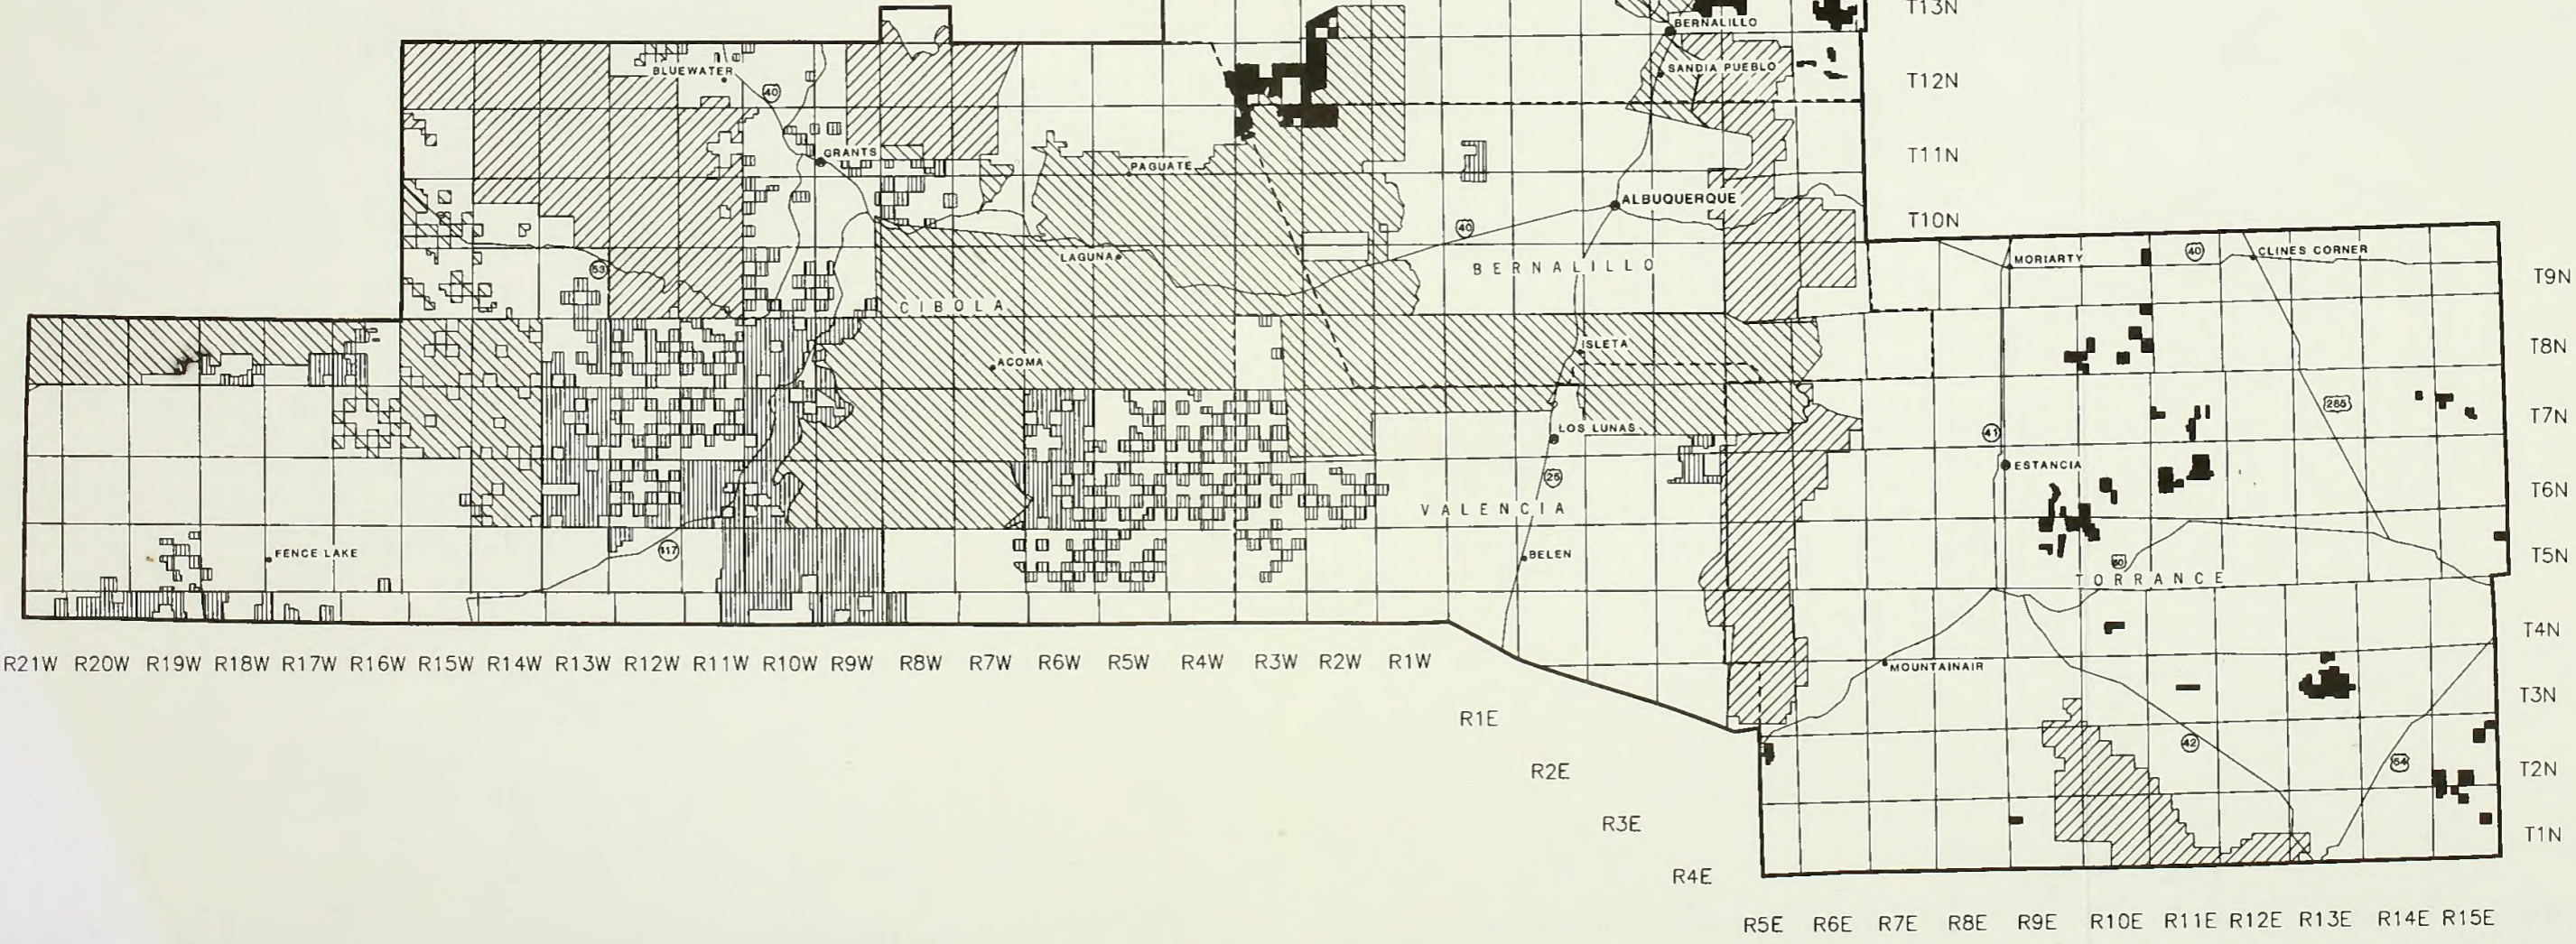 T13N
BERNALILLO
BLUEWATER
SANDIA PUEBLO
T12N
40
GRANTS
PAGUATE
T11N
ALBUQUERQUE
T10N
40
LAGUNA
BERNALILLO
MORIARTY
40
CLINES CORNER
53
T9N
CIBOLA
ISLETA
T8N
ACOMA
285
T7N
LOS LUNAS
41
ESTANCIA
25
T6N
VALENCIA
FENCE LAKE
117
BELEN
60
T5N
TORRANCE
T4N
R21W R20W R19W R18W R17W R16W R15W R14W R13W R12W R11W R10W R9W R8W R7W R6W R5W R4W R3W R2W R1W
MOUNTAINAIR
T3N
R1E
42
54
R2E
T2N
R3E
T1N
R4E
R5E R6E R7E R8E R9E R10E R11E R12E R13E R14E R15E